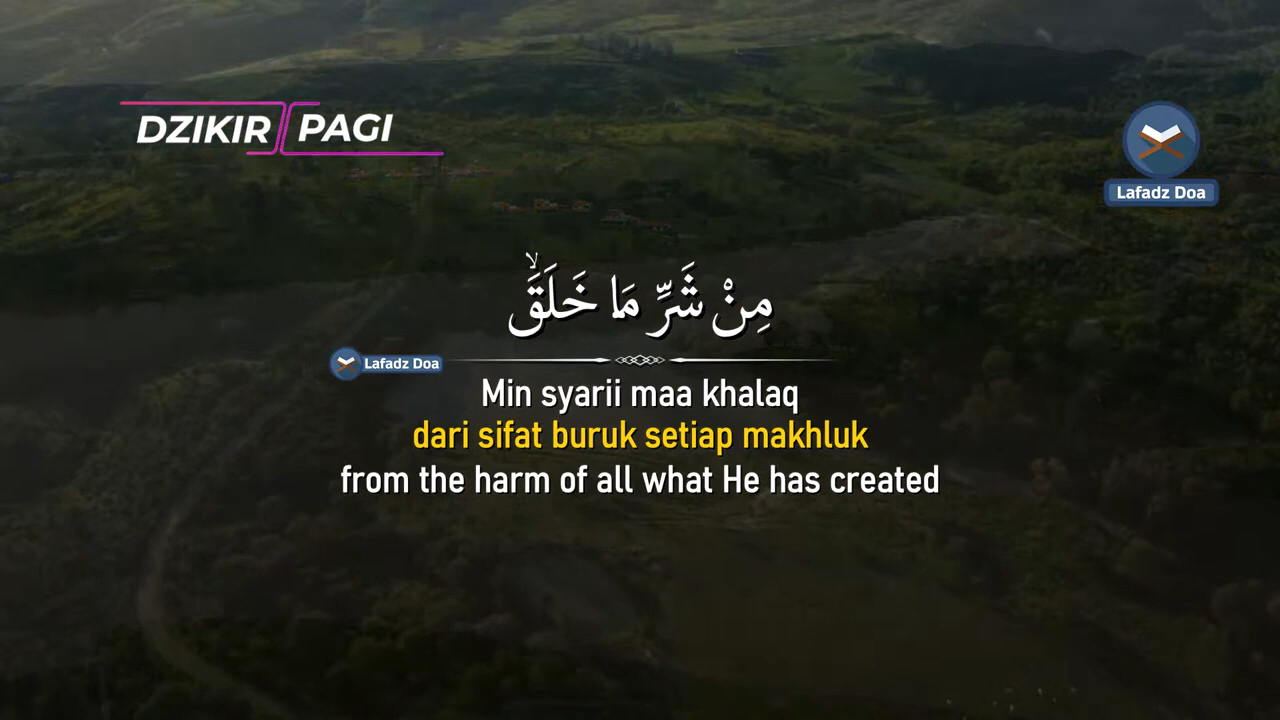 DZIKIR PAGI
Lafadz Doa
مِنْ شَرِّ مَا خَلَقَۙ
Lafadz Doa
Min syarii maa khalaq
dari sifat buruk setiap makhluk
from the harm of all what He has created